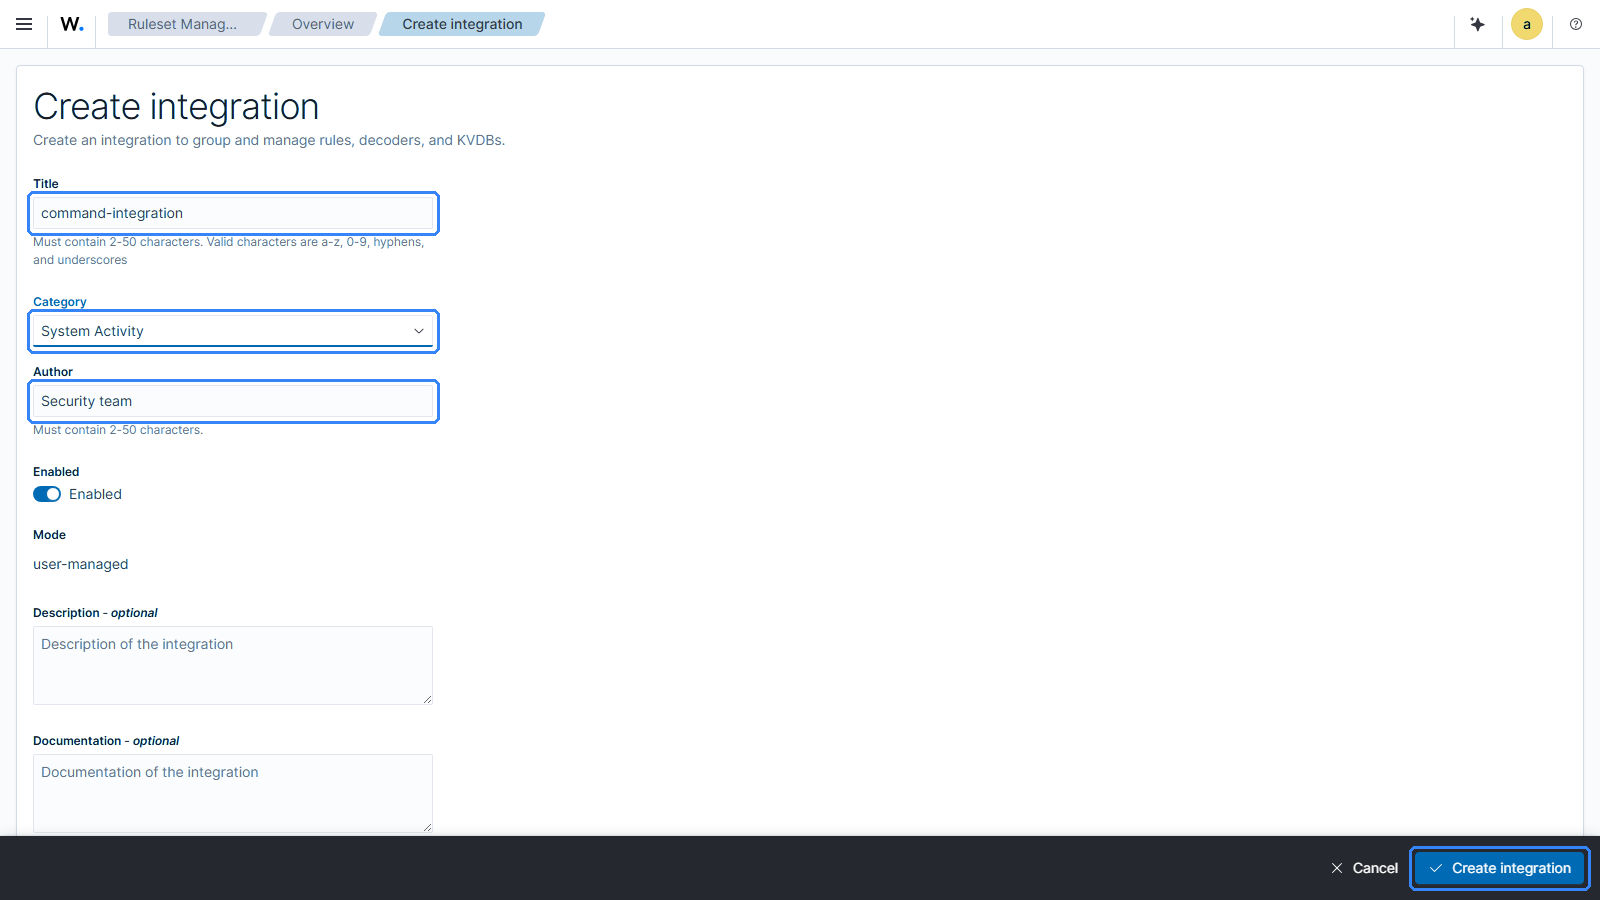 W.
Ruleset Manag...
Overview
Create integration
a
Create integration
Create an integration to group and manage rules, decoders, and KVDBs.
Title
command-integration
Must contain 2-50 characters. Valid characters are a-z, 0-9, hyphens,
and underscores
Category
System Activity
Author
Security team
Must contain 2-50 characters.
Enabled
Enabled
Mode
user-managed
Description - optional
Description of the integration
Documentation - optional
Documentation of the integration
Cancel
Create integration